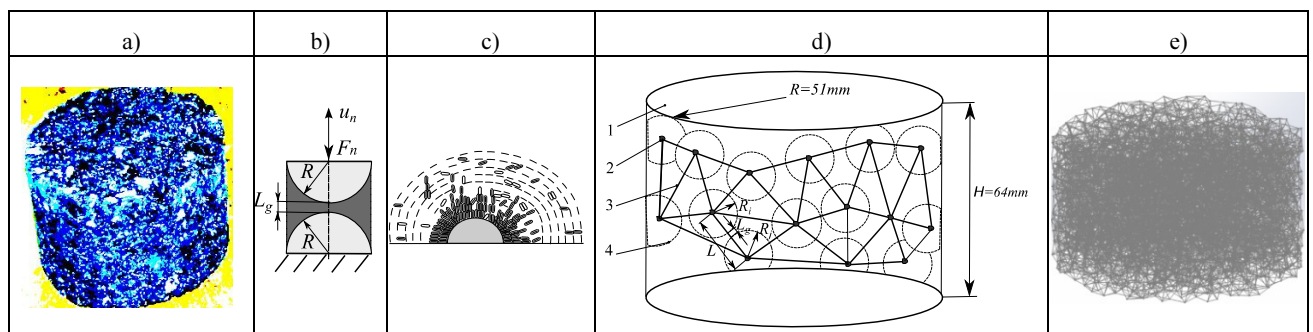 a)
b)
c)
d)
e)
u_n
F_n
R
L_g
R
R=51mm
1
2
3
4
R_i
L_g
R
L
H=64mm